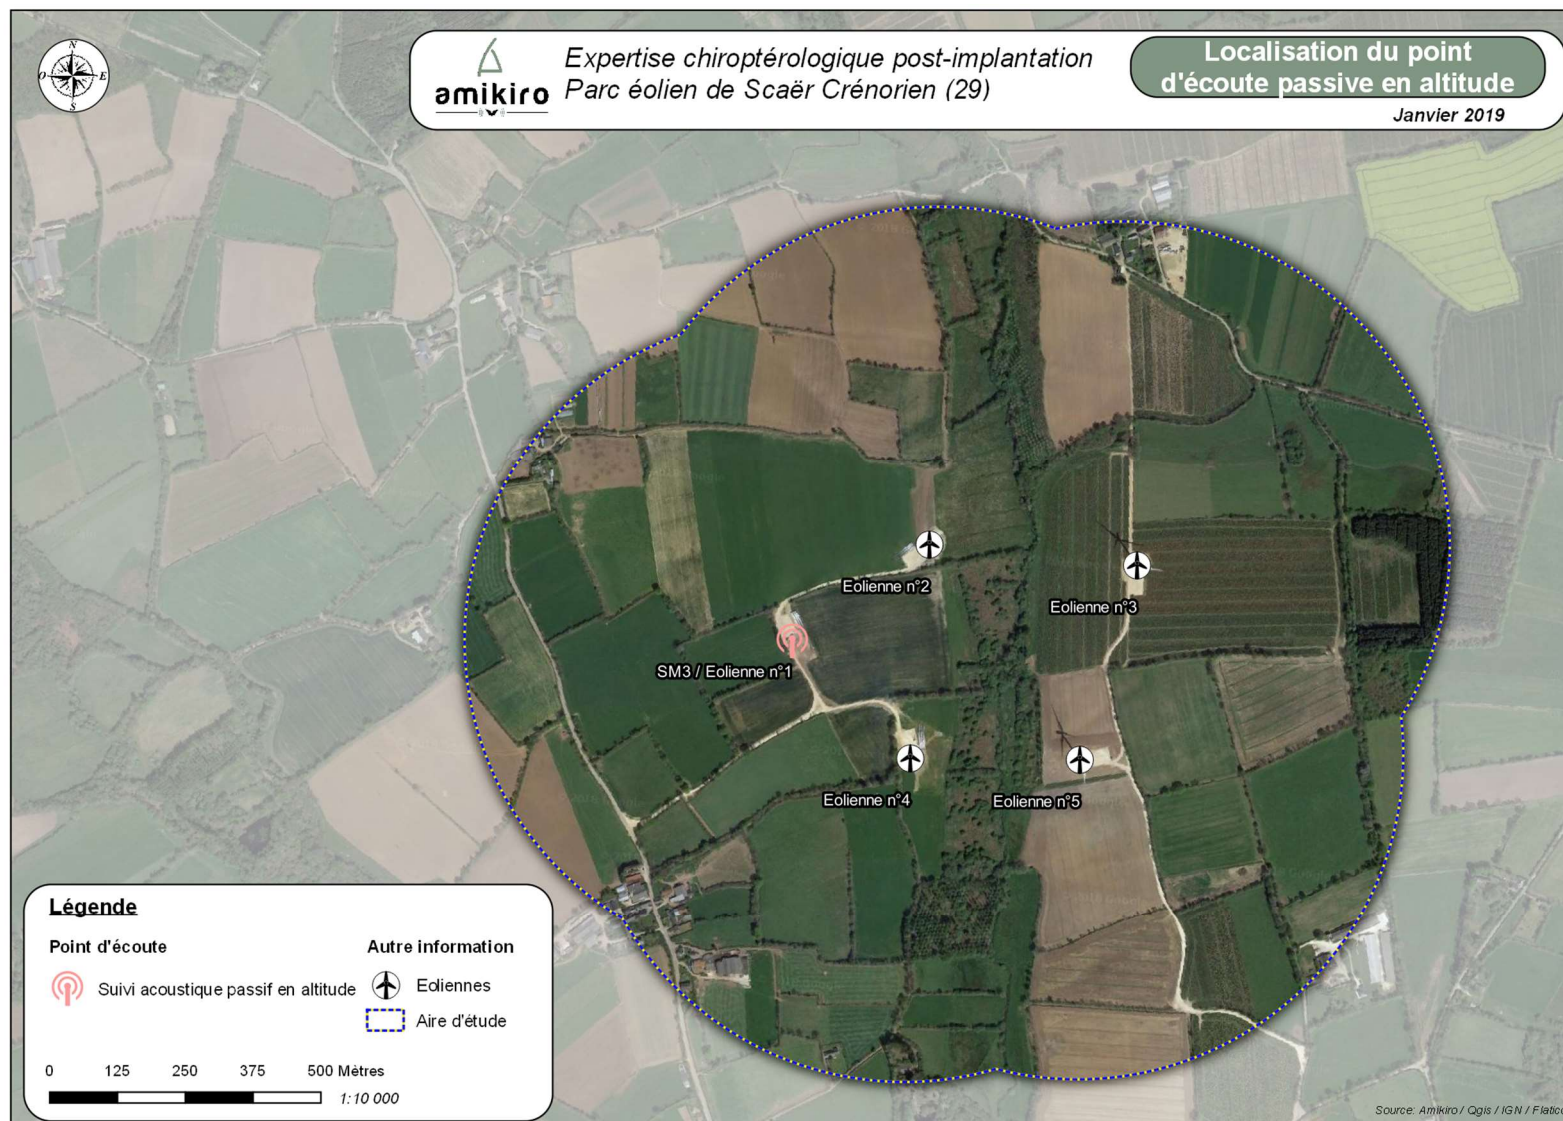 N
O
E
S
amikiro
Expertise chiroptérologique post-implantation
Parc éolien de Scaër Crénorien (29)
Localisation du point
d'écoute passive en altitude
Janvier 2019
Eolienne n°2
Eolienne n°3
SM3 / Eolienne n°1
Eolienne n°4
Eolienne n°5
Légende
Point d'écoute
Suivi acoustique passif en altitude
Autre information
Eoliennes
Aire d'étude
0 125 250 375 500 Mètres
1:10 000
Source: Amikiro / Qgis / IGN /